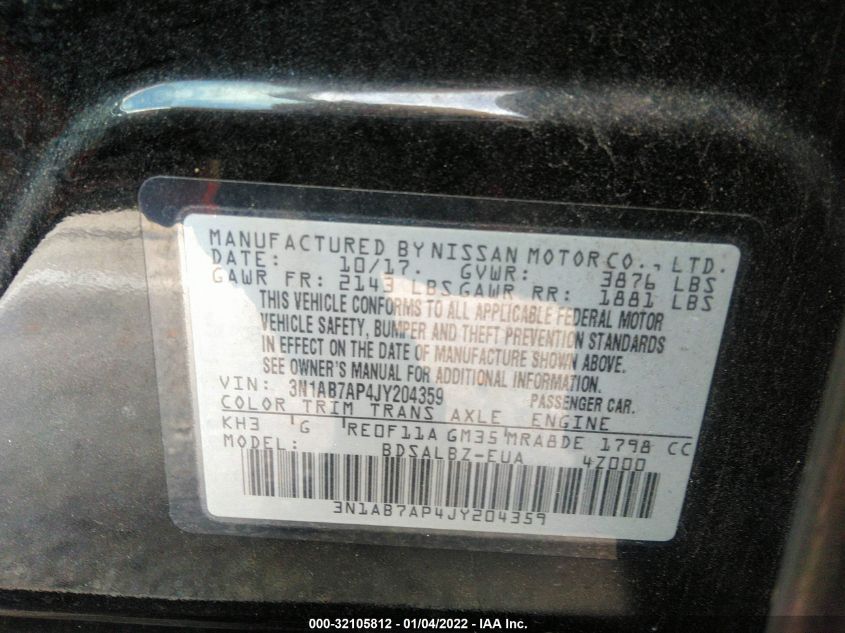 MANUFACTURED BY NISSAN MOTOR CO., LTD.
DATE: 10/17. GVWR: 3876 LBS
GAWR FR: 2143 LBS GAWR RR: 1881 LBS
THIS VEHICLE CONFORMS TO ALL APPLICABLE FEDERAL MOTOR
VEHICLE SAFETY, BUMPER AND THEFT PREVENTION STANDARDS
IN EFFECT ON THE DATE OF MANUFACTURE SHOWN ABOVE.
SEE OWNER'S MANUAL FOR ADDITIONAL INFORMATION.
VIN: 3N1AB7AP4JY204359 PASSENGER CAR.
COLOR TRIM TRANS AXLE ENGINE
KH3 G RE0F11A GM35 MRA8DE 1798 CC
MODEL: BDSALBZ-EUA 4Z000
3N1AB7AP4JY204359
000-32105812 - 01/04/2022 - IAA Inc.